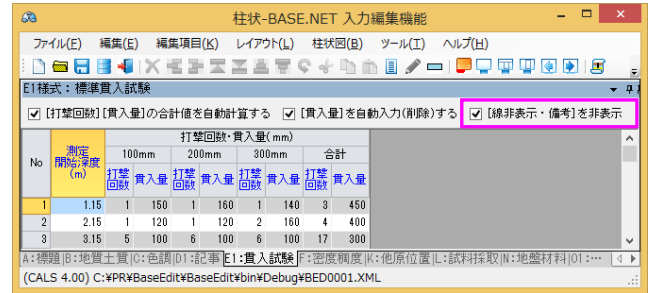 柱状-BASE.NET 入力編集機能
ファイル(F) 編集(E) 編集項目(K) レイアウト(L) 柱状図(B) ツール(T) ヘルプ(H)
E1様式：標準貫入試験
[打撃回数][貫入量]の合計値を自動計算する [貫入量]を自動入力(削除)する [線非表示・備考]を非表示
打撃回数・貫入量(mm)
No 測定開始深度(m) 100mm 200mm 300mm 合計
打撃回数 貫入量 打撃回数 貫入量 打撃回数 貫入量 打撃回数 貫入量
1 1.15 1 150 1 160 1 140 3 450
2 2.15 1 120 1 120 2 160 4 400
3 3.15 5 100 6 100 6 100 17 300
A:標題|B:地質土質|C:色調|D1:記事|E1:貫入試験|F:密度稠度|K:他原位置|L:試料採取|N:地盤材料|O1:…
(CALS 4.00) C:¥PR¥BaseEdit¥BaseEdit¥bin¥Debug¥BED0001.XML